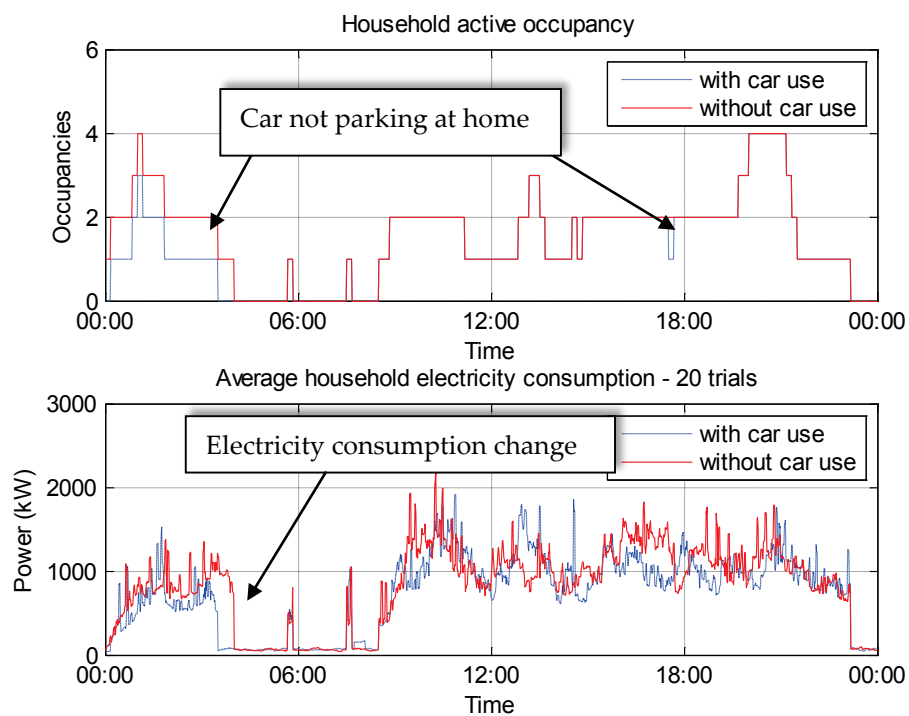 Household active occupancy
6
4
2
0
Occupancies
with car use
without car use
Car not parking at home
00:00 06:00 12:00 18:00 00:00
Time
Average household electricity consumption - 20 trials
3000
2000
1000
0
Power (kW)
with car use
without car use
Electricity consumption change
00:00 06:00 12:00 18:00 00:00
Time